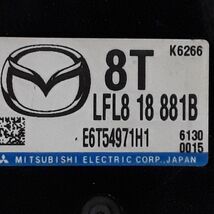 K6266
8T
LFL8 18 881B
E6T54971H1
6130
0015
MITSUBISHI ELECTRIC CORP., JAPAN